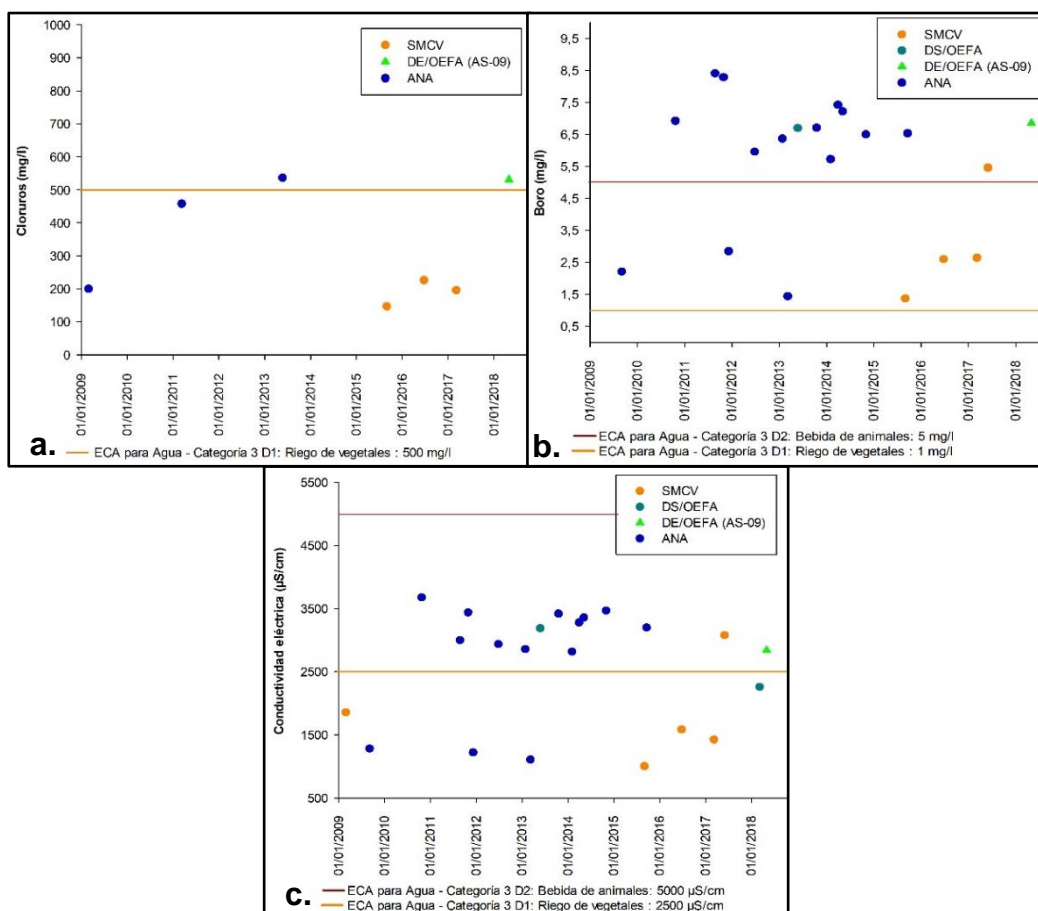 Cloruros (mg/l)
1000
900
800
700
600
500
400
300
200
100
0
SMCV
DE/OEFA (AS-09)
ANA
01/01/2009
01/01/2010
01/01/2011
01/01/2012
01/01/2013
01/01/2014
01/01/2015
01/01/2016
01/01/2017
01/01/2018
a.
ECA para Agua - Categoría 3 D1: Riego de vegetales : 500 mg/l
Boro (mg/l)
9,5
8,5
7,5
6,5
5,5
4,5
3,5
2,5
1,5
0,5
SMCV
DS/OEFA
DE/OEFA (AS-09)
ANA
01/01/2009
01/01/2010
01/01/2011
01/01/2012
01/01/2013
01/01/2014
01/01/2015
01/01/2016
01/01/2017
01/01/2018
b.
ECA para Agua - Categoría 3 D2: Bebida de animales: 5 mg/l
ECA para Agua - Categoría 3 D1: Riego de vegetales : 1 mg/l
Conductividad eléctrica (µS/cm)
5500
4500
3500
2500
1500
500
SMCV
DS/OEFA
DE/OEFA (AS-09)
ANA
01/01/2009
01/01/2010
01/01/2011
01/01/2012
01/01/2013
01/01/2014
01/01/2015
01/01/2016
01/01/2017
01/01/2018
c.
ECA para Agua - Categoría 3 D2: Bebida de animales: 5000 µS/cm
ECA para Agua - Categoría 3 D1: Riego de vegetales : 2500 µS/cm